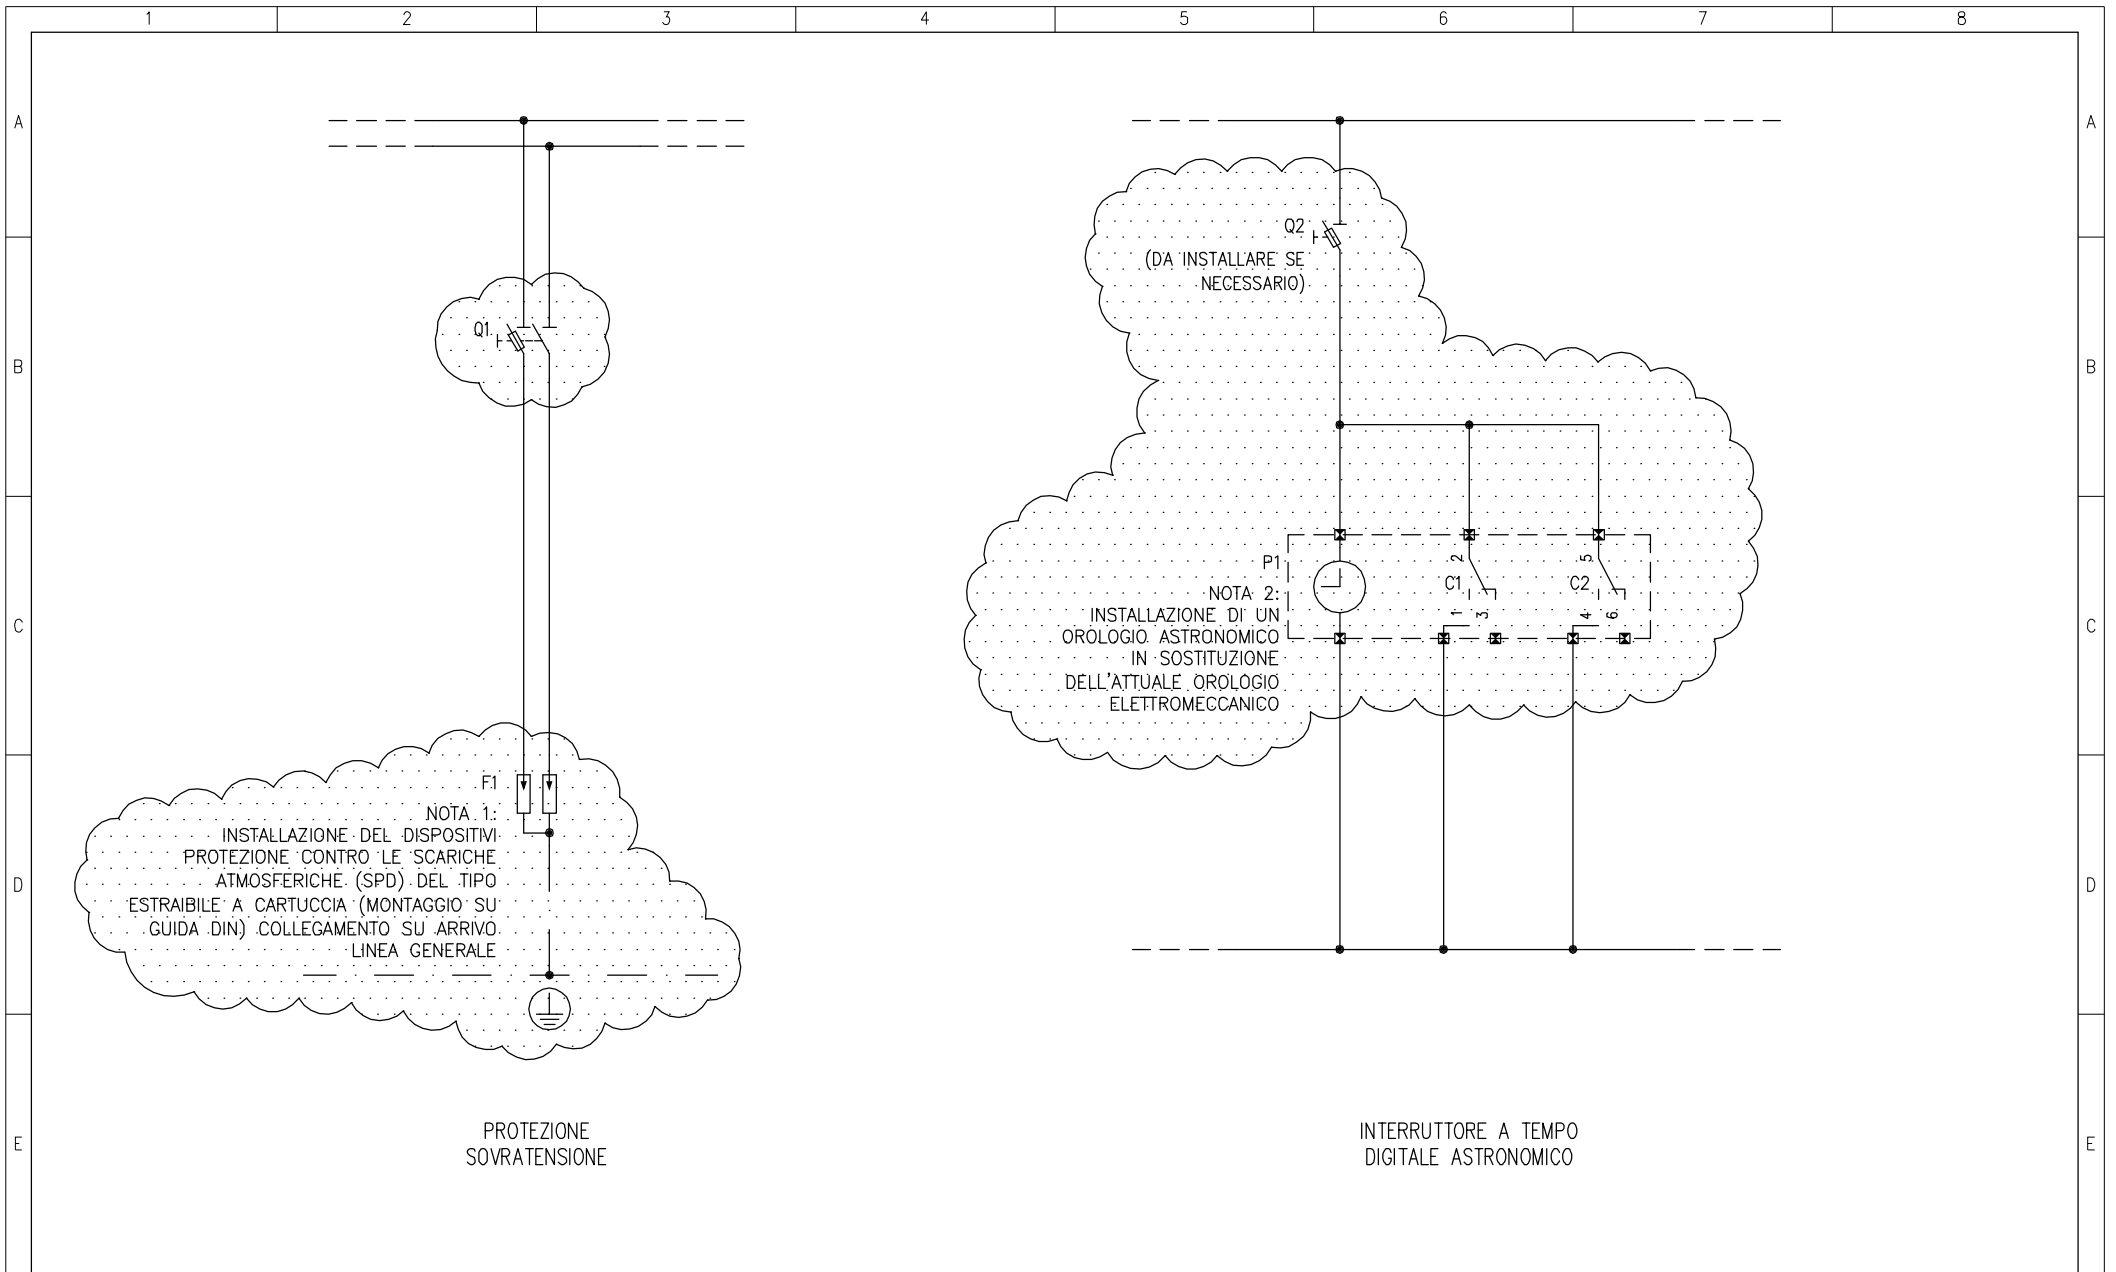 1 2 3 4 5 6 7 8
A A
Q2
(DA INSTALLARE SE
NECESSARIO)
Q1
B B
P1
2
5
C1
C2
NOTA 2:
INSTALLAZIONE DI UN
1
3
4
6
OROLOGIO ASTRONOMICO
C C
IN SOSTITUZIONE
DELL'ATTUALE OROLOGIO
ELETTROMECCANICO
F1
NOTA 1:
INSTALLAZIONE DEL DISPOSITIVI
PROTEZIONE CONTRO LE SCARICHE
ATMOSFERICHE (SPD) DEL TIPO
D D
ESTRAIBILE A CARTUCCIA (MONTAGGIO SU
GUIDA DIN) COLLEGAMENTO SU ARRIVO
LINEA GENERALE
PROTEZIONE
SOVRATENSIONE
INTERRUTTORE A TEMPO
DIGITALE ASTRONOMICO
E E